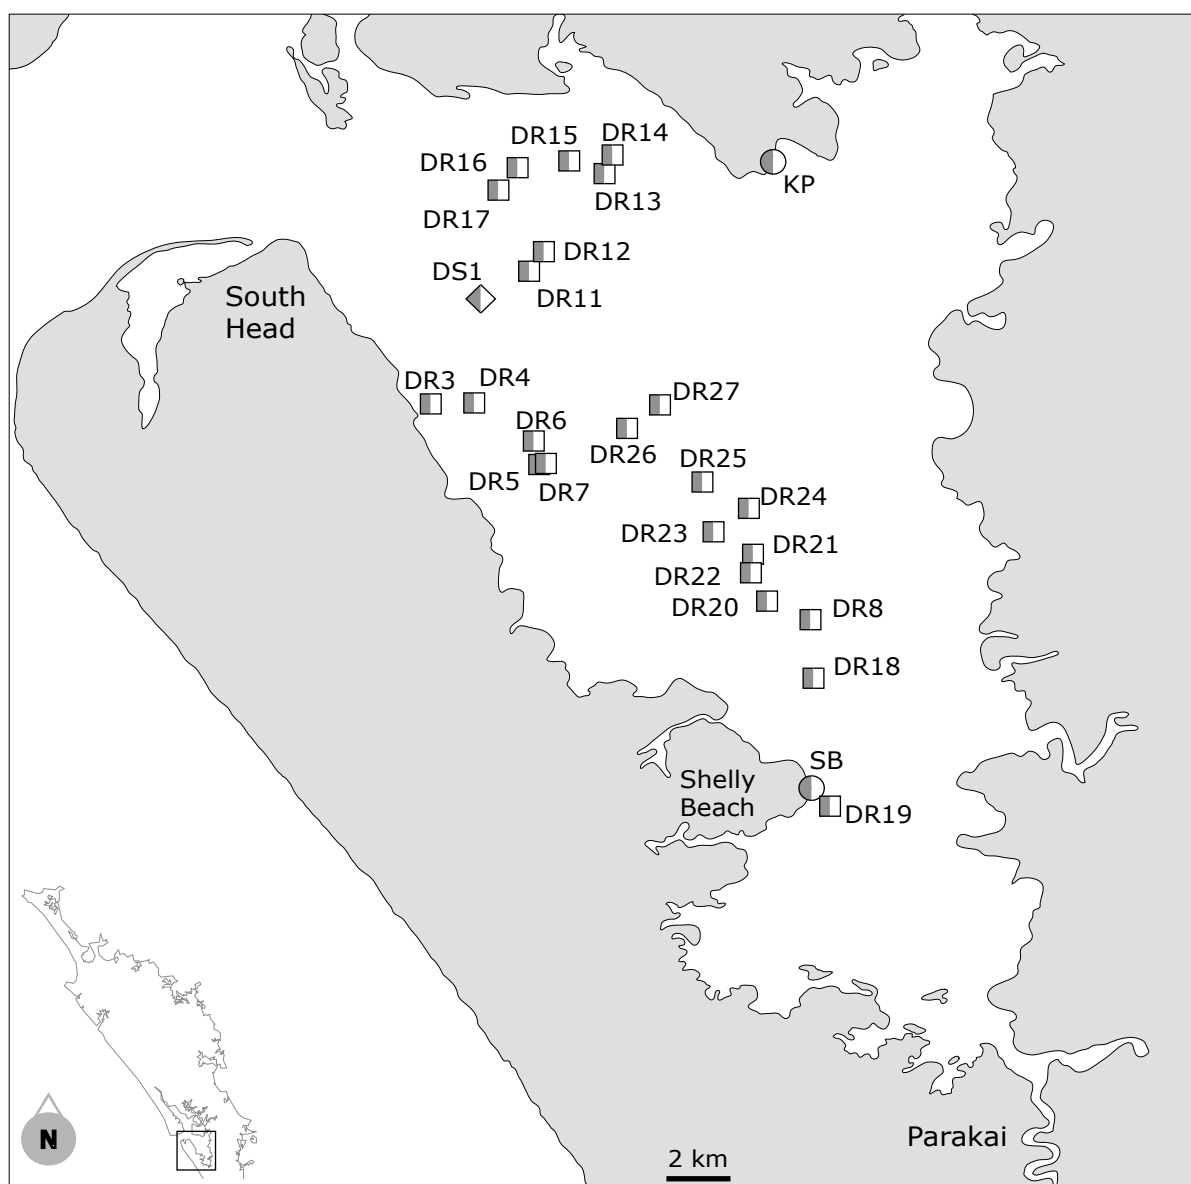 DR15
DR14
DR16
DR13
KP
DR17
DR12
DS1
DR11
South
Head
DR3
DR4
DR27
DR6
DR26
DR25
DR5
DR7
DR24
DR23
DR21
DR22
DR20
DR8
DR18
SB
Shelly
Beach
DR19
N
Parakai
2 km